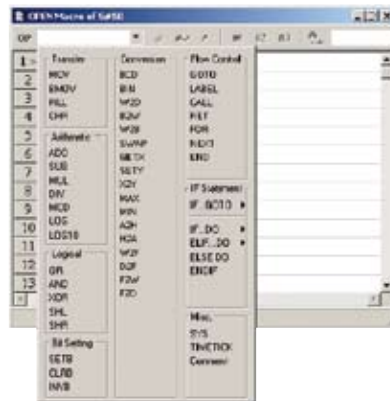 OPEN Macro of Scr#50
OP
1
2
3
4
5
6
7
8
9
10
11
12
13
Transfer
MOV
BMOV
FILL
CHR
Arithmetic
ADD
SUB
MUL
DIV
MOD
LOG
LOG10
Logical
OR
AND
XOR
SHL
SHR
Bit Setting
SETB
CLRB
INVB
Conversion
BCD
BIN
W2D
B2W
W2B
SWAP
MAX
MIN
A2H
H2A
W2F
D2F
F2W
F2D
Flow Control
GOTO
LABEL
CALL
RET
FOR
NEXT
END
IF Statement
IF..GOTO
IF..DO
ELIF..DO
ELSE DO
ENDIF
Misc.
SYS
TIMETICK
Comment